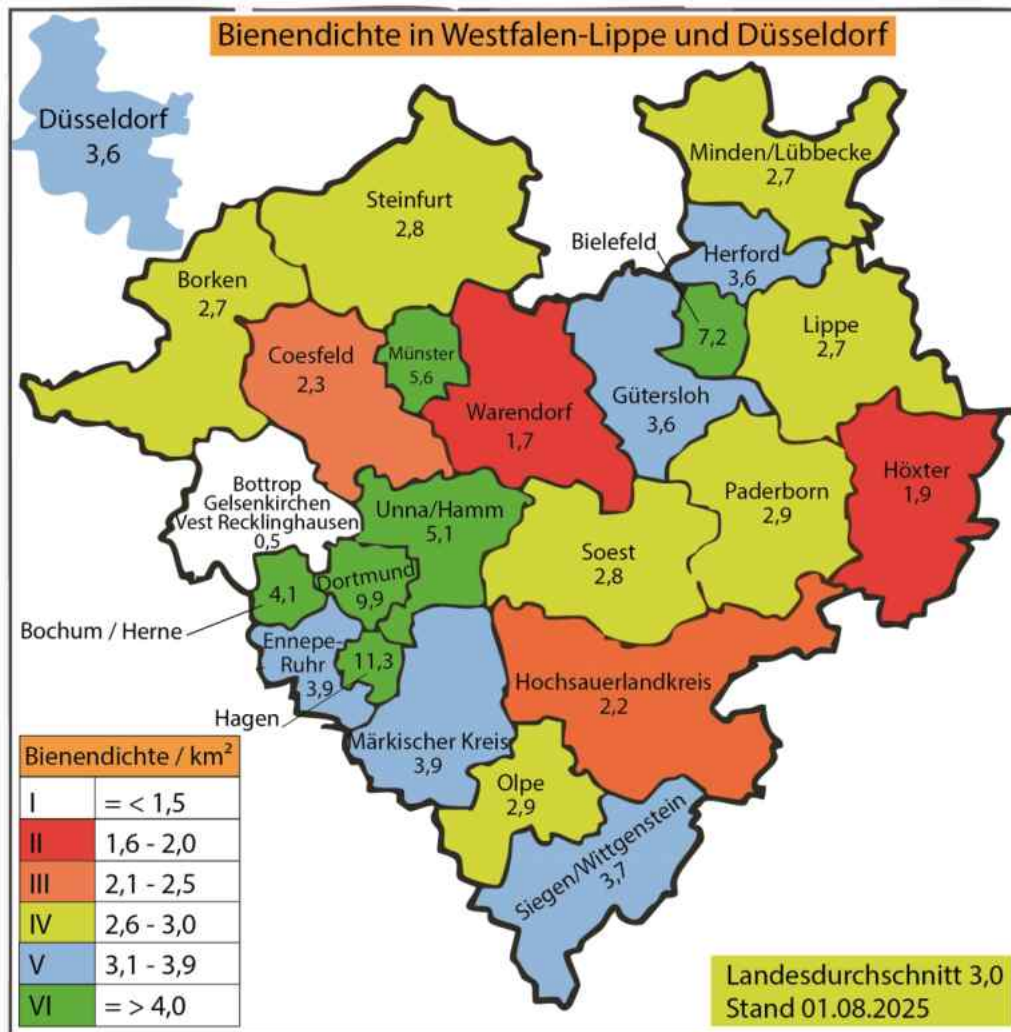 Bienendichte in Westfalen-Lippe und Düsseldorf
Düsseldorf
3,6
Minden/Lübbecke
2,7
Steinfurt
2,8
Bielefeld
Herford
3,6
Borken
2,7
7,2
Lippe
2,7
Coesfeld
2,3
Münster
5,6
Gütersloh
3,6
Warendorf
1,7
Höxter
1,9
Bottrop
Gelsenkirchen
Vest Recklinghausen
0,5
Unna/Hamm
5,1
Paderborn
2,9
Soest
2,8
Dortmund
9,9
4,1
Bochum / Herne
Ennepe-
Ruhr
3,9
11,3
Hagen
Hochsauerlandkreis
2,2
Märkischer Kreis
3,9
Olpe
2,9
Siegen/Wittgenstein
3,7
Bienendichte / km²
I = < 1,5
II 1,6 - 2,0
III 2,1 - 2,5
IV 2,6 - 3,0
V 3,1 - 3,9
VI = > 4,0
Landesdurchschnitt 3,0
Stand 01.08.2025